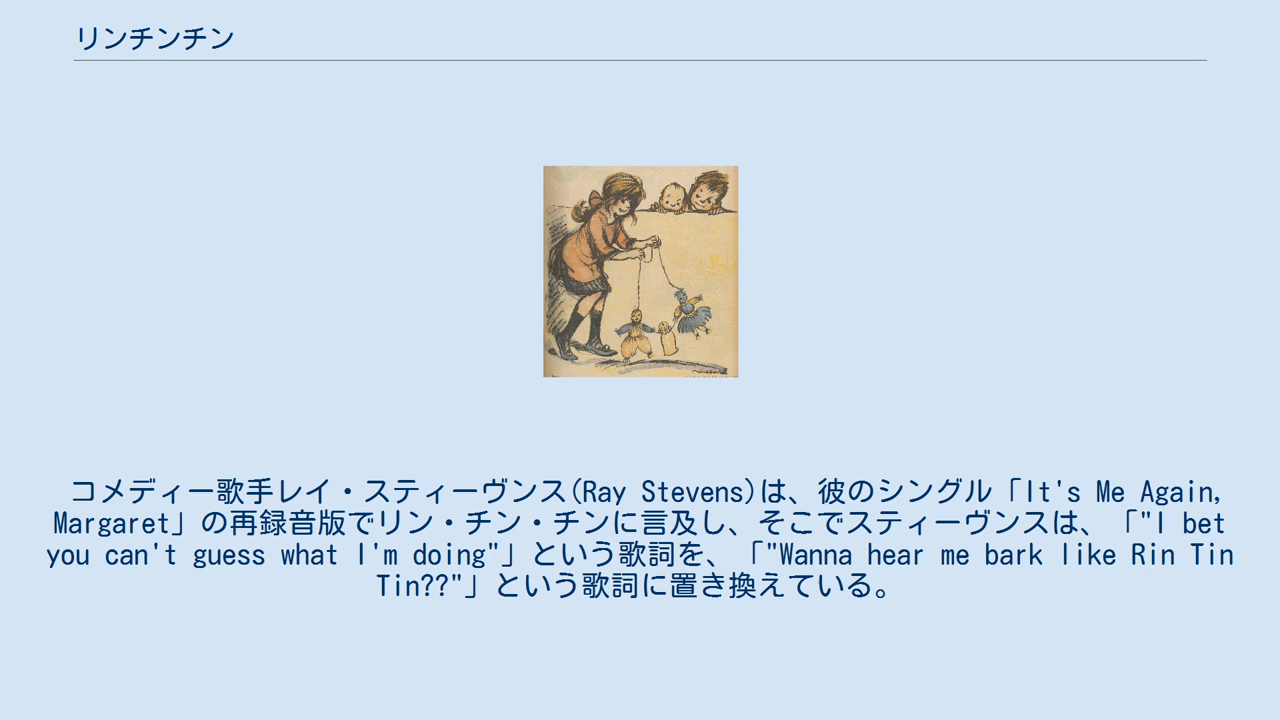 リンチンチン
コメディー歌手レイ・スティーヴンス(Ray Stevens)は、彼のシングル「It's Me Again,
Margaret」の再録音版でリン・チン・チンに言及し、そこでスティーヴンスは、「"I bet
you can't guess what I'm doing"」という歌詞を、「"Wanna hear me bark like Rin Tin
Tin??"」という歌詞に置き換えている。